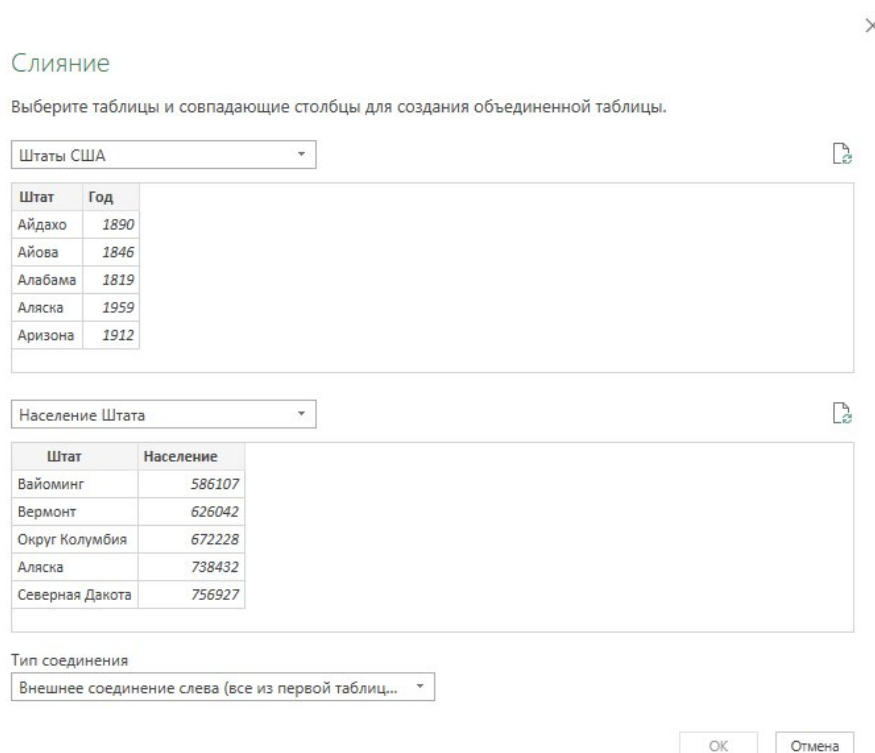 Слияние
Выберите таблицы и совпадающие столбцы для создания объединенной таблицы.
Штаты США
Штат Год
Айдахо 1890
Айова 1846
Алабама 1819
Аляска 1959
Аризона 1912
Население Штата
Штат Население
Вайоминг 586107
Вермонт 626042
Округ Колумбия 672228
Аляска 738432
Северная Дакота 756927
Тип соединения
Внешнее соединение слева (все из первой таблиц...
ОК Отмена